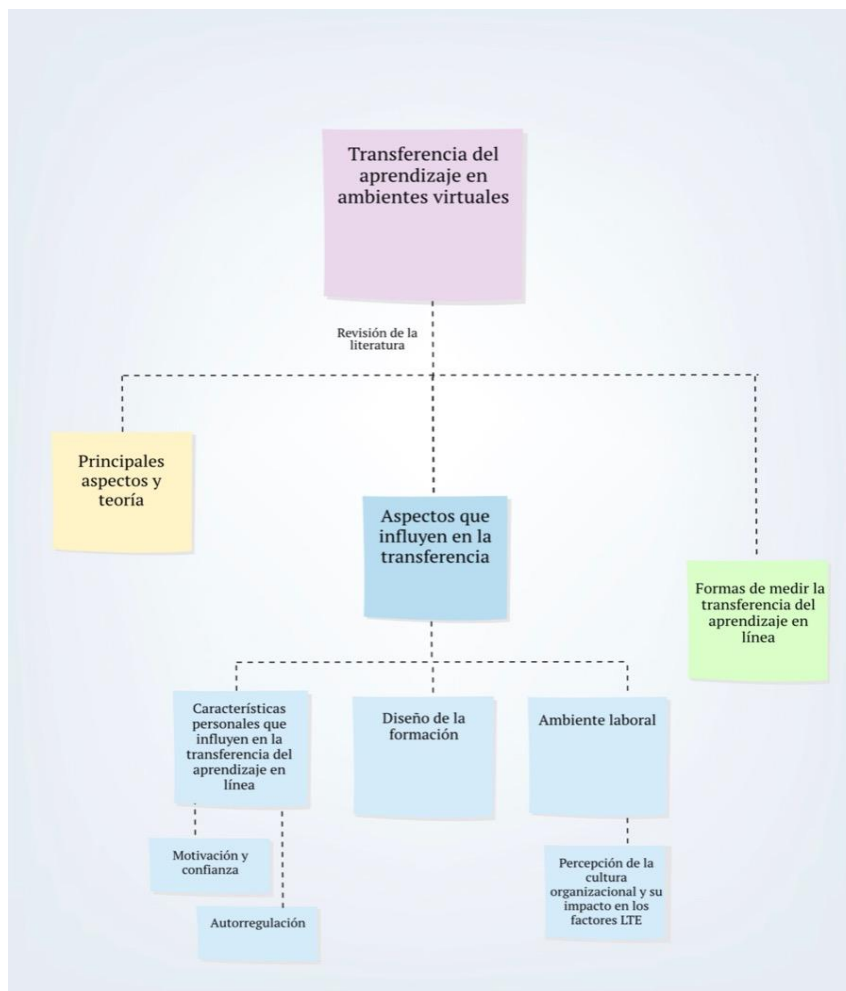 Transferencia del
aprendizaje en
ambientes virtuales
Revisión de la
literatura
Principales
aspectos y
teoría
Aspectos que
influyen en la
transferencia
Formas de medir la
transferencia del
aprendizaje en
línea
Características
personales que
influyen en la
transferencia del
aprendizaje en
línea
Diseño de la
formación
Ambiente laboral
Motivación y
confianza
Autorregulación
Percepción de la
cultura
organizacional y su
impacto en los
factores LTE